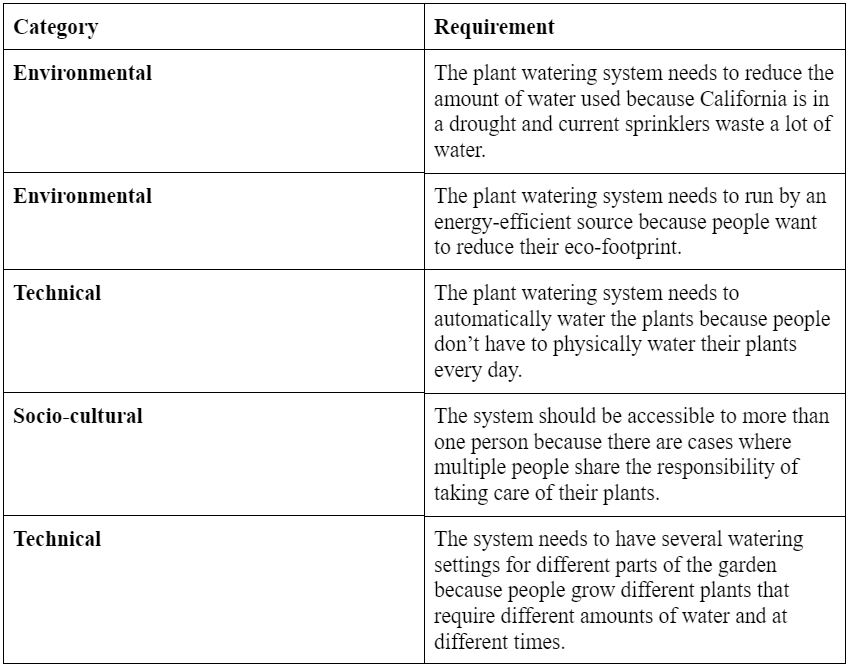 Category
Requirement
Environmental
The plant watering system needs to reduce the
amount of water used because California is in
a drought and current sprinklers waste a lot of
water.
Environmental
The plant watering system needs to run by an
energy-efficient source because people want
to reduce their eco-footprint.
Technical
The plant watering system needs to
automatically water the plants because people
don’t have to physically water their plants
every day.
Socio-cultural
The system should be accessible to more than
one person because there are cases where
multiple people share the responsibility of
taking care of their plants.
Technical
The system needs to have several watering
settings for different parts of the garden
because people grow different plants that
require different amounts of water and at
different times.